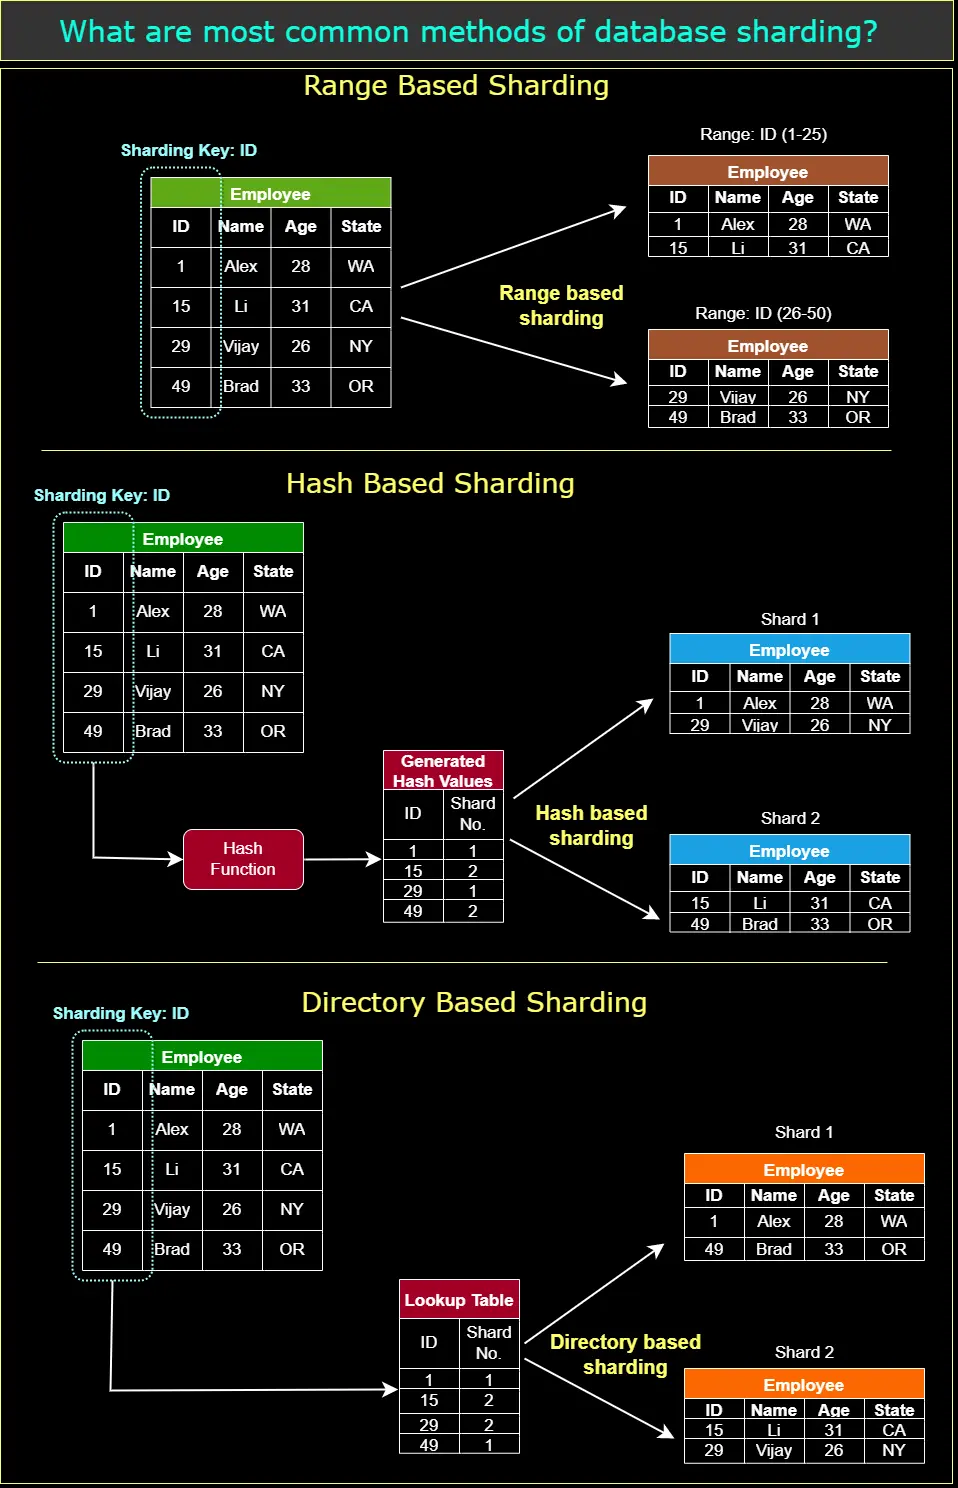 What are most common methods of database sharding?
Range Based Sharding
Sharding Key: ID
Employee
ID Name Age State
1 Alex 28 WA
15 Li 31 CA
29 Vijay 26 NY
49 Brad 33 OR
Range based
sharding
Range: ID (1-25)
Employee
ID Name Age State
1 Alex 28 WA
15 Li 31 CA
Range: ID (26-50)
Employee
ID Name Age State
29 Vijay 26 NY
49 Brad 33 OR
Hash Based Sharding
Sharding Key: ID
Employee
ID Name Age State
1 Alex 28 WA
15 Li 31 CA
29 Vijay 26 NY
49 Brad 33 OR
Hash
Function
Generated
Hash Values
ID Shard
No.
1 1
15 2
29 1
49 2
Hash based
sharding
Shard 1
Employee
ID Name Age State
1 Alex 28 WA
29 Vijay 26 NY
Shard 2
Employee
ID Name Age State
15 Li 31 CA
49 Brad 33 OR
Directory Based Sharding
Sharding Key: ID
Employee
ID Name Age State
1 Alex 28 WA
15 Li 31 CA
29 Vijay 26 NY
49 Brad 33 OR
Lookup Table
ID Shard
No.
1 1
15 2
29 2
49 1
Directory based
sharding
Shard 1
Employee
ID Name Age State
1 Alex 28 WA
49 Brad 33 OR
Shard 2
Employee
ID Name Age State
15 Li 31 CA
29 Vijay 26 NY